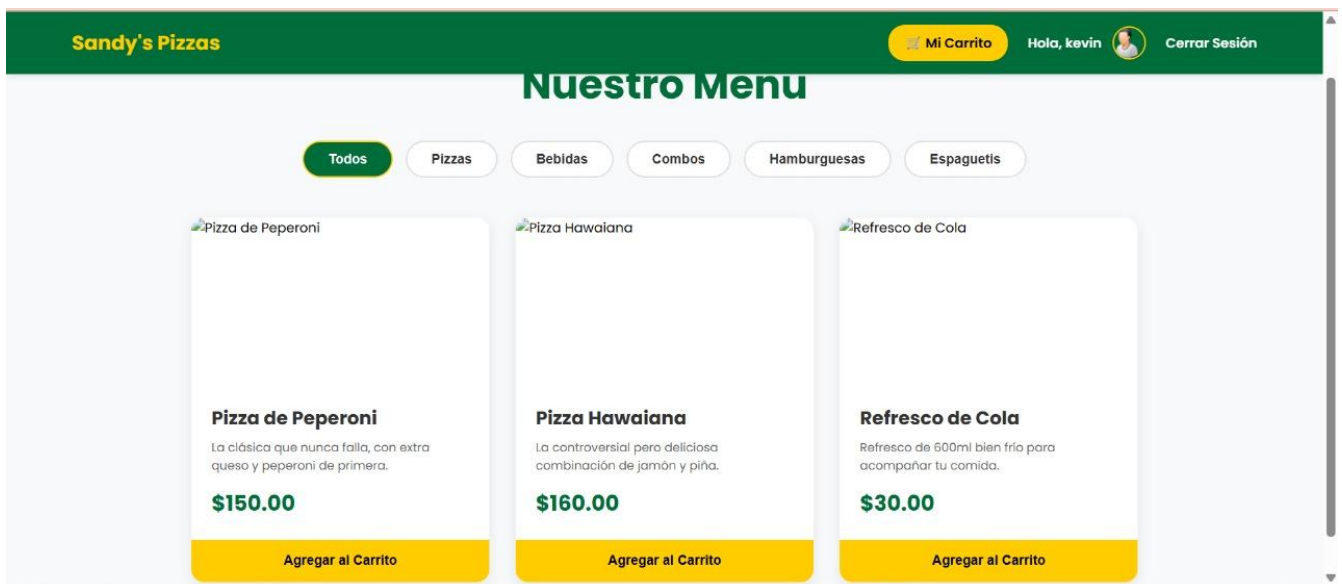 Sandy's Pizzas
🛒 Mi Carrito
Hola, kevin
Cerrar Sesión
Nuestro Menu
Todos
Pizzas
Bebidas
Combos
Hamburguesas
Espaguetis
Pizza de Peperoni
Pizza Hawaiana
Refresco de Cola
Pizza de Peperoni
La clásica que nunca falla, con extra
queso y peperoni de primera.
$150.00
Agregar al Carrito
Pizza Hawaiana
La controversial pero deliciosa
combinación de jamón y piña.
$160.00
Agregar al Carrito
Refresco de Cola
Refresco de 600ml bien frío para
acompañar tu comida.
$30.00
Agregar al Carrito